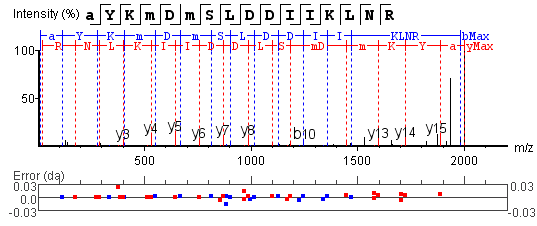 Intensity (%) a Y K m D m S L D D I I K L N R
a Y K m D m S L D D I I KLNR bMax
R N L K I I D D L S mD m K Y a yMax
100
50
y3 y4 y5 y6 y7 y8 b10 y13 y14 y15
500 1000 1500 2000 m/z
Error (da)
0.03 0.03
0.0 0.0
-0.03 -0.03